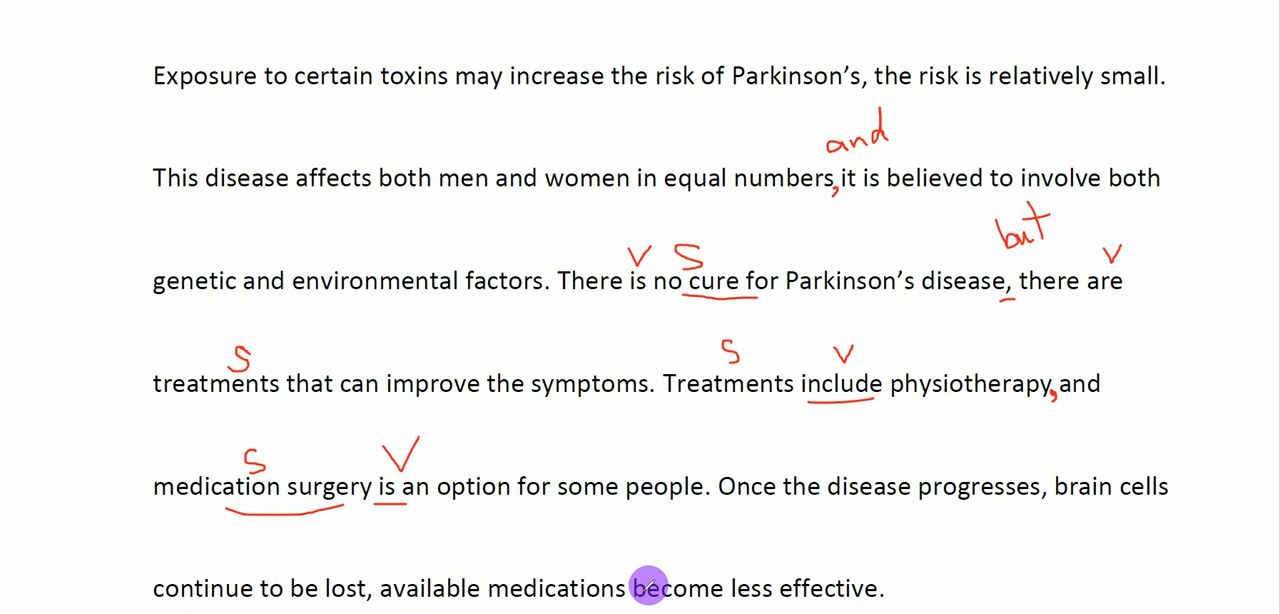 Exposure to certain toxins may increase the risk of Parkinson’s, the risk is relatively small.
and
This disease affects both men and women in equal numbers, it is believed to involve both
but
V S V
genetic and environmental factors. There is no cure for Parkinson’s disease, there are
S S V
treatments that can improve the symptoms. Treatments include physiotherapy, and
S V
medication surgery is an option for some people. Once the disease progresses, brain cells
continue to be lost, available medications become less effective.